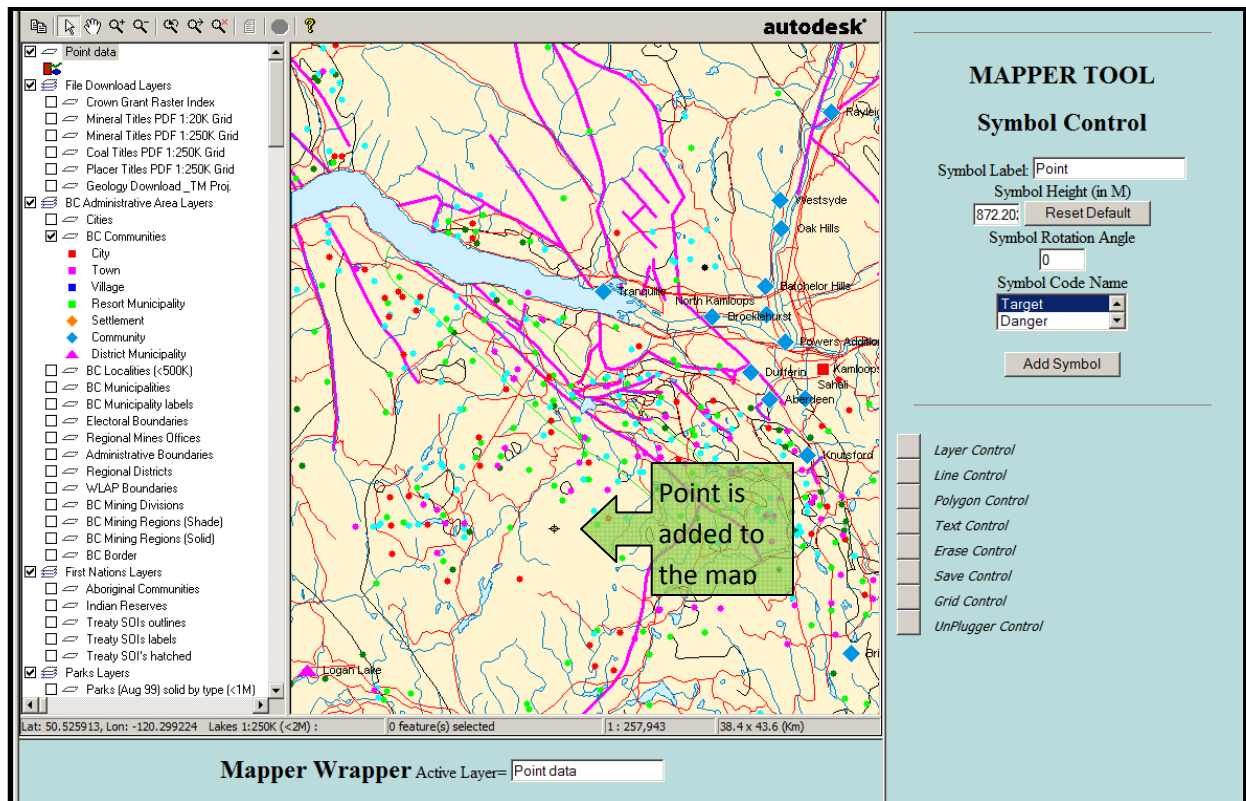 autodesk
Point data
File Download Layers
Crown Grant Raster Index
Mineral Titles PDF 1:20K Grid
Mineral Titles PDF 1:250K Grid
Coal Titles PDF 1:250K Grid
Placer Titles PDF 1:250K Grid
Geology Download _TM Proj.
BC Administrative Area Layers
Cities
BC Communities
City
Town
Village
Resort Municipality
Settlement
Community
District Municipality
BC Localities (<500K)
BC Municipalities
BC Municipality labels
Electoral Boundaries
Regional Mines Offices
Administrative Boundaries
Regional Districts
WLAP Boundaries
BC Mining Divisions
BC Mining Regions (Shade)
BC Mining Regions (Solid)
BC Border
First Nations Layers
Aboriginal Communities
Indian Reserves
Treaty SOIs outlines
Treaty SOIs labels
Treaty SOI's hatched
Parks Layers
Parks (Aug 99) solid by type (<1M)
Rayleigh
Westsyde
Oak Hills
Batchelor Hills
Tranquille
North Kamloops
Brocklehurst
Powers Addition
Dufferin
Kamloops
Sahali
Aberdeen
Knutsford
Logan Lake
Bri
Point is
added to
the map
Lat: 50.525913, Lon: -120.299224 Lakes 1:250K (<2M) :
0 feature(s) selected
1 : 257,943
38.4 x 43.6 (Km)
Mapper Wrapper Active Layer= Point data
MAPPER TOOL
Symbol Control
Symbol Label: Point
Symbol Height (in M)
872.202 Reset Default
Symbol Rotation Angle
0
Symbol Code Name
Target
Danger
Add Symbol
Layer Control
Line Control
Polygon Control
Text Control
Erase Control
Save Control
Grid Control
UnPlugger Control